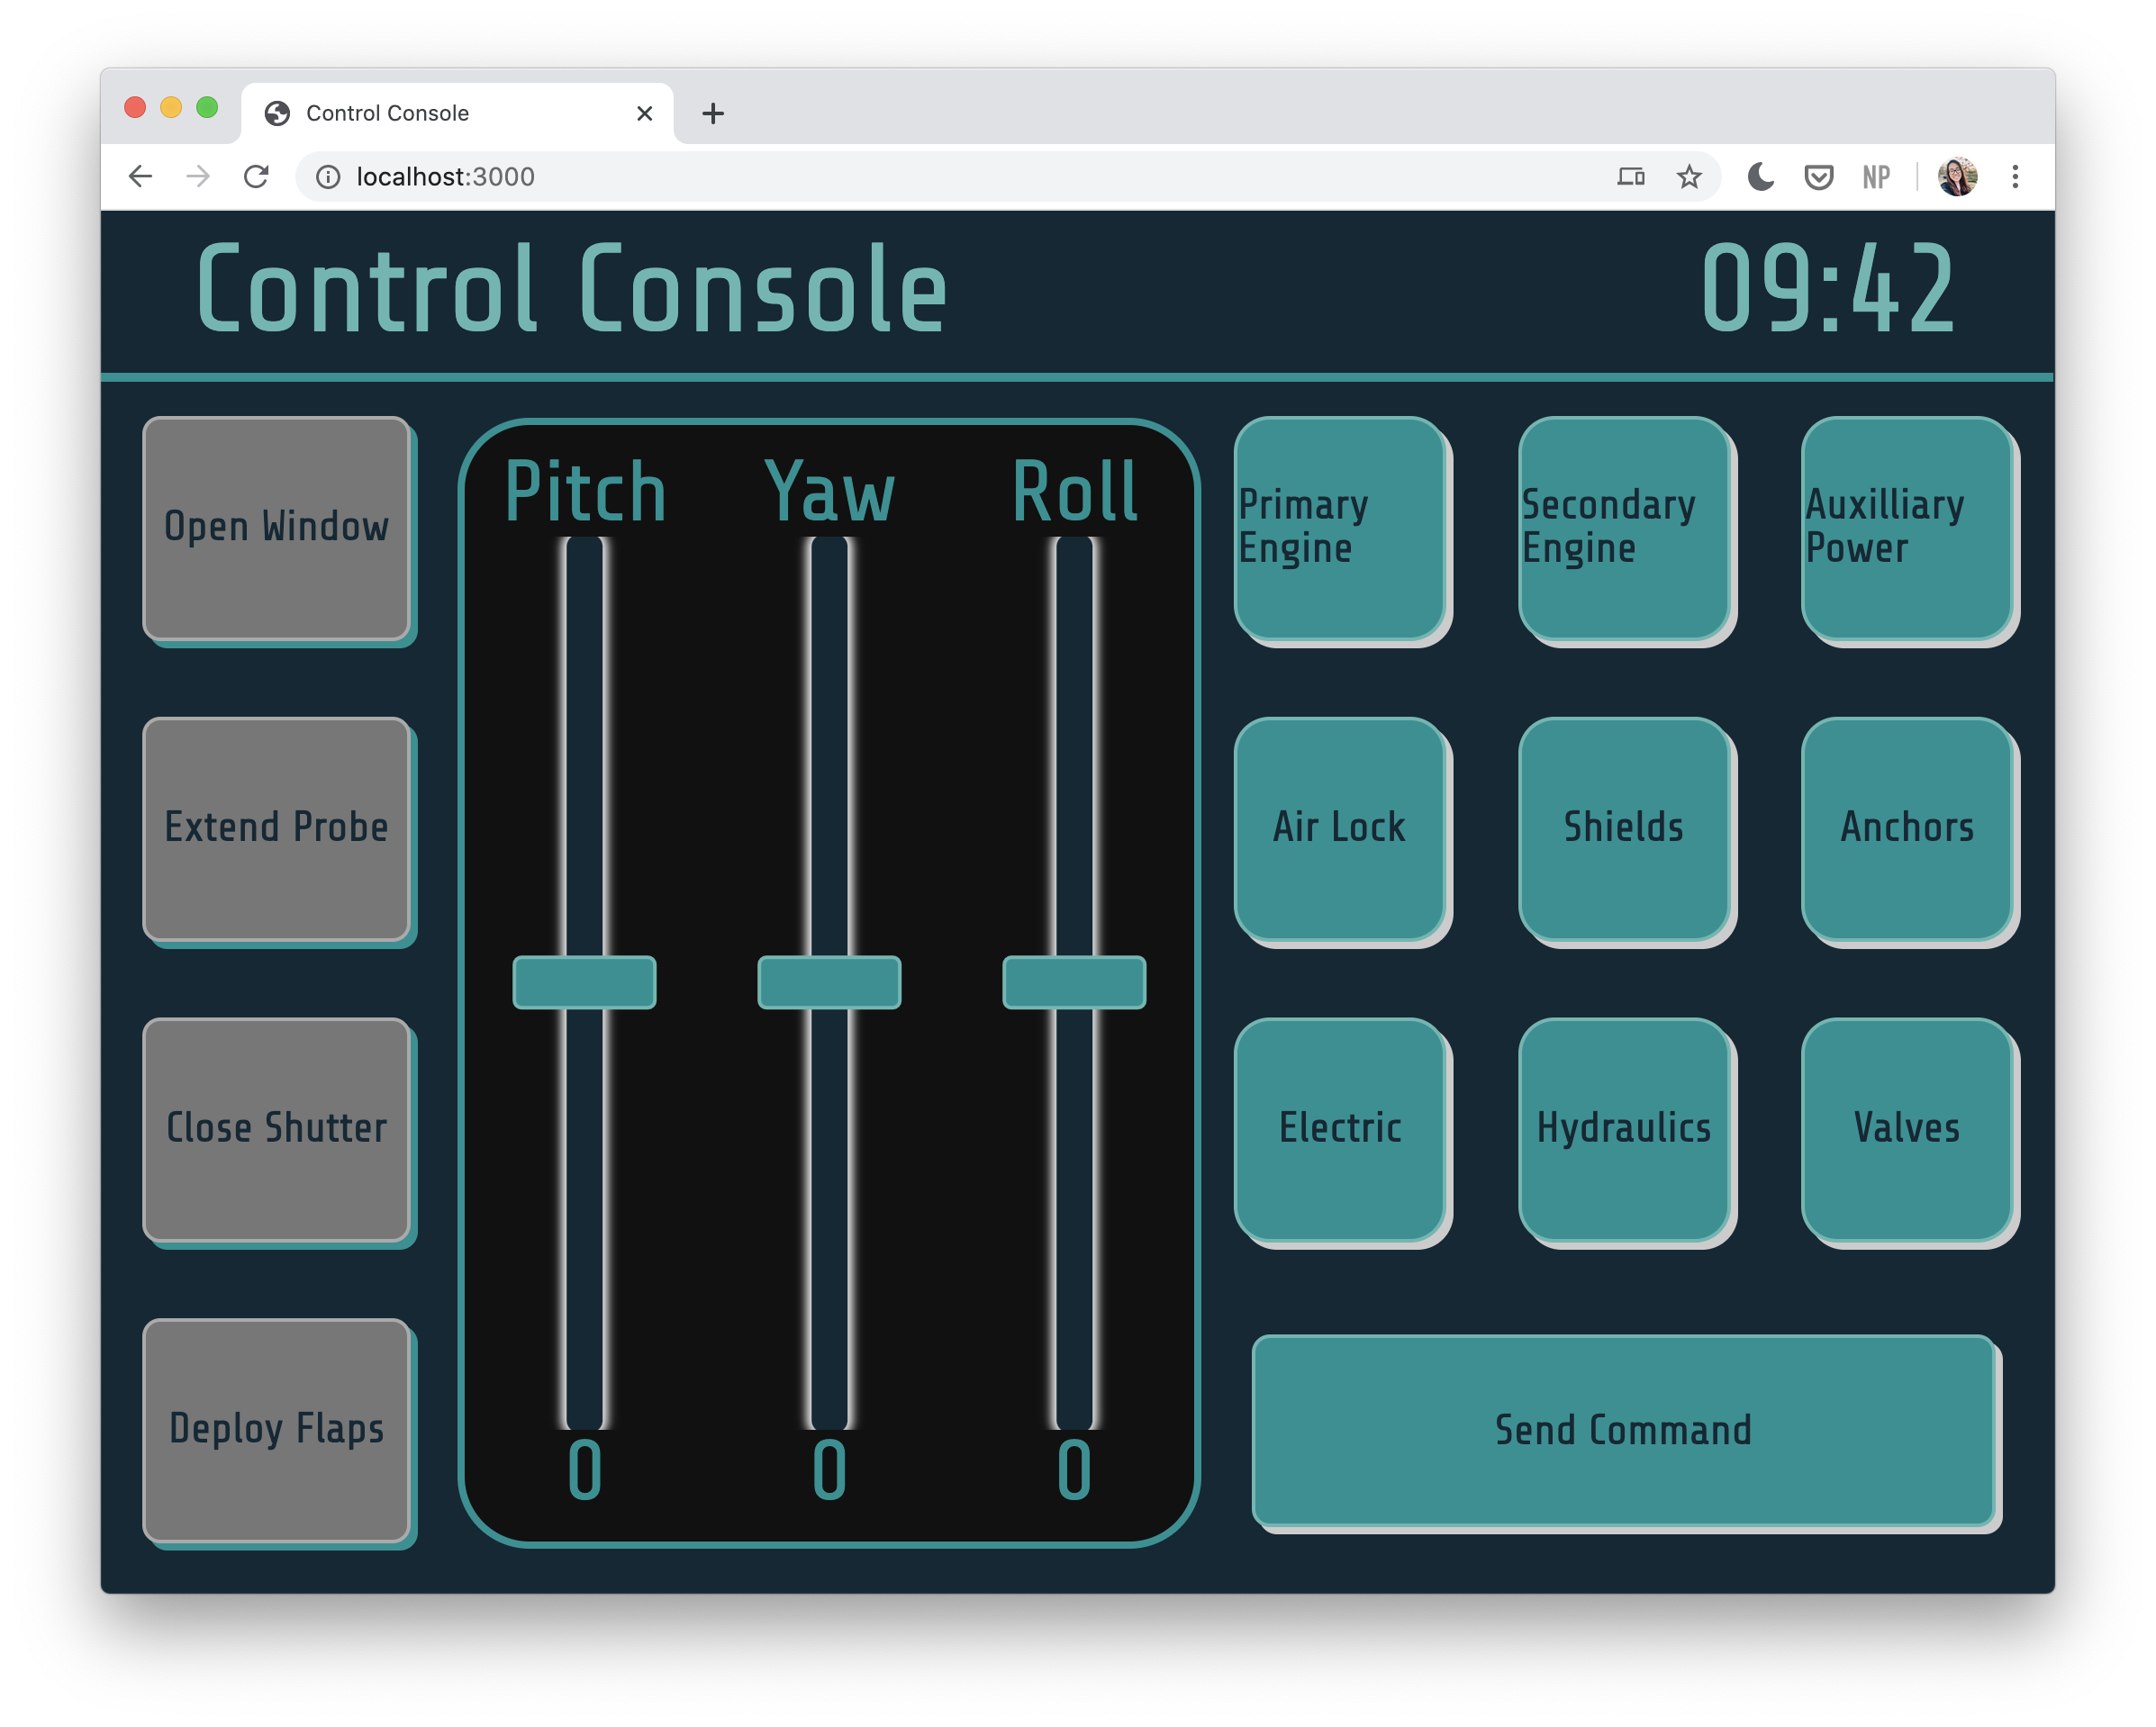 Control Console
localhost:3000
NP
Control Console
09:42
Open Window
Extend Probe
Close Shutter
Deploy Flaps
Pitch
Yaw
Roll
0
0
0
Primary
Engine
Secondary
Engine
Auxilliary
Power
Air Lock
Shields
Anchors
Electric
Hydraulics
Valves
Send Command